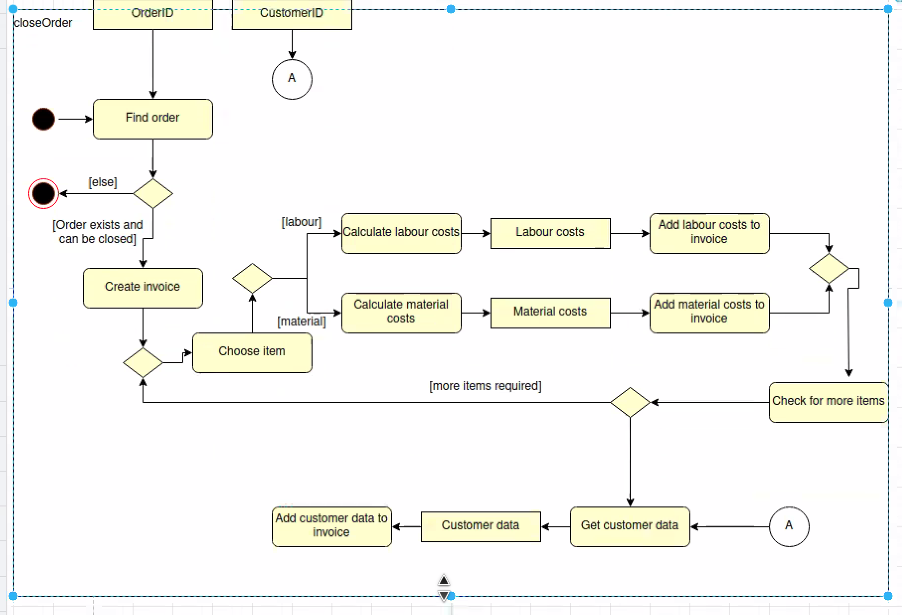 OrderID
CustomerID
closeOrder
A
Find order
[else]
[Order exists and
can be closed]
[labour]
Calculate labour costs
Labour costs
Add labour costs to
invoice
Create invoice
Calculate material
costs
Material costs
Add material costs to
invoice
[material]
Choose item
[more items required]
Check for more items
Add customer data to
invoice
Customer data
Get customer data
A